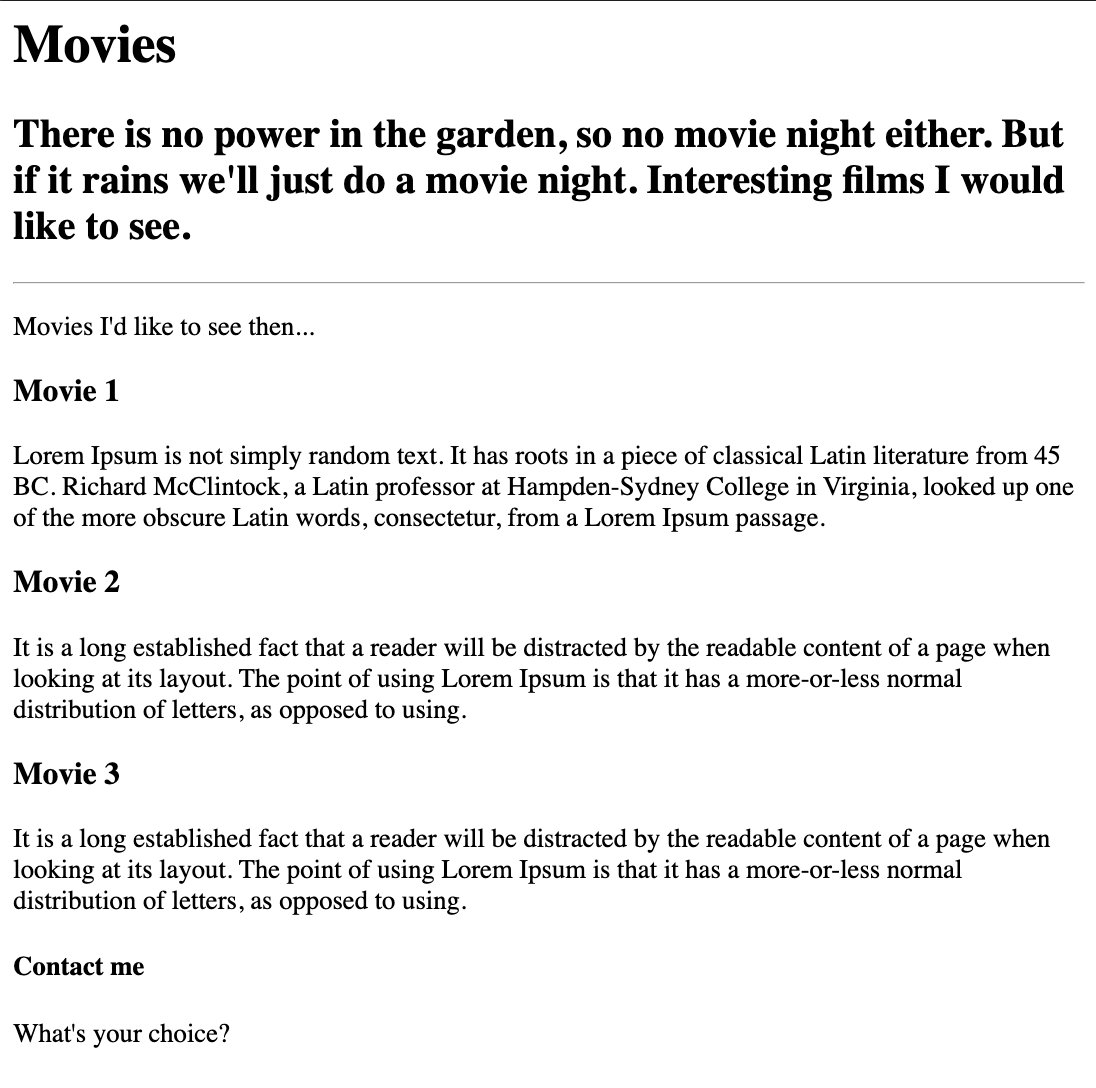 Movies
There is no power in the garden, so no movie night either. But
if it rains we'll just do a movie night. Interesting films I would
like to see.
Movies I'd like to see then...
Movie 1
Lorem Ipsum is not simply random text. It has roots in a piece of classical Latin literature from 45
BC. Richard McClintock, a Latin professor at Hampden-Sydney College in Virginia, looked up one
of the more obscure Latin words, consectetur, from a Lorem Ipsum passage.
Movie 2
It is a long established fact that a reader will be distracted by the readable content of a page when
looking at its layout. The point of using Lorem Ipsum is that it has a more-or-less normal
distribution of letters, as opposed to using.
Movie 3
It is a long established fact that a reader will be distracted by the readable content of a page when
looking at its layout. The point of using Lorem Ipsum is that it has a more-or-less normal
distribution of letters, as opposed to using.
Contact me
What's your choice?